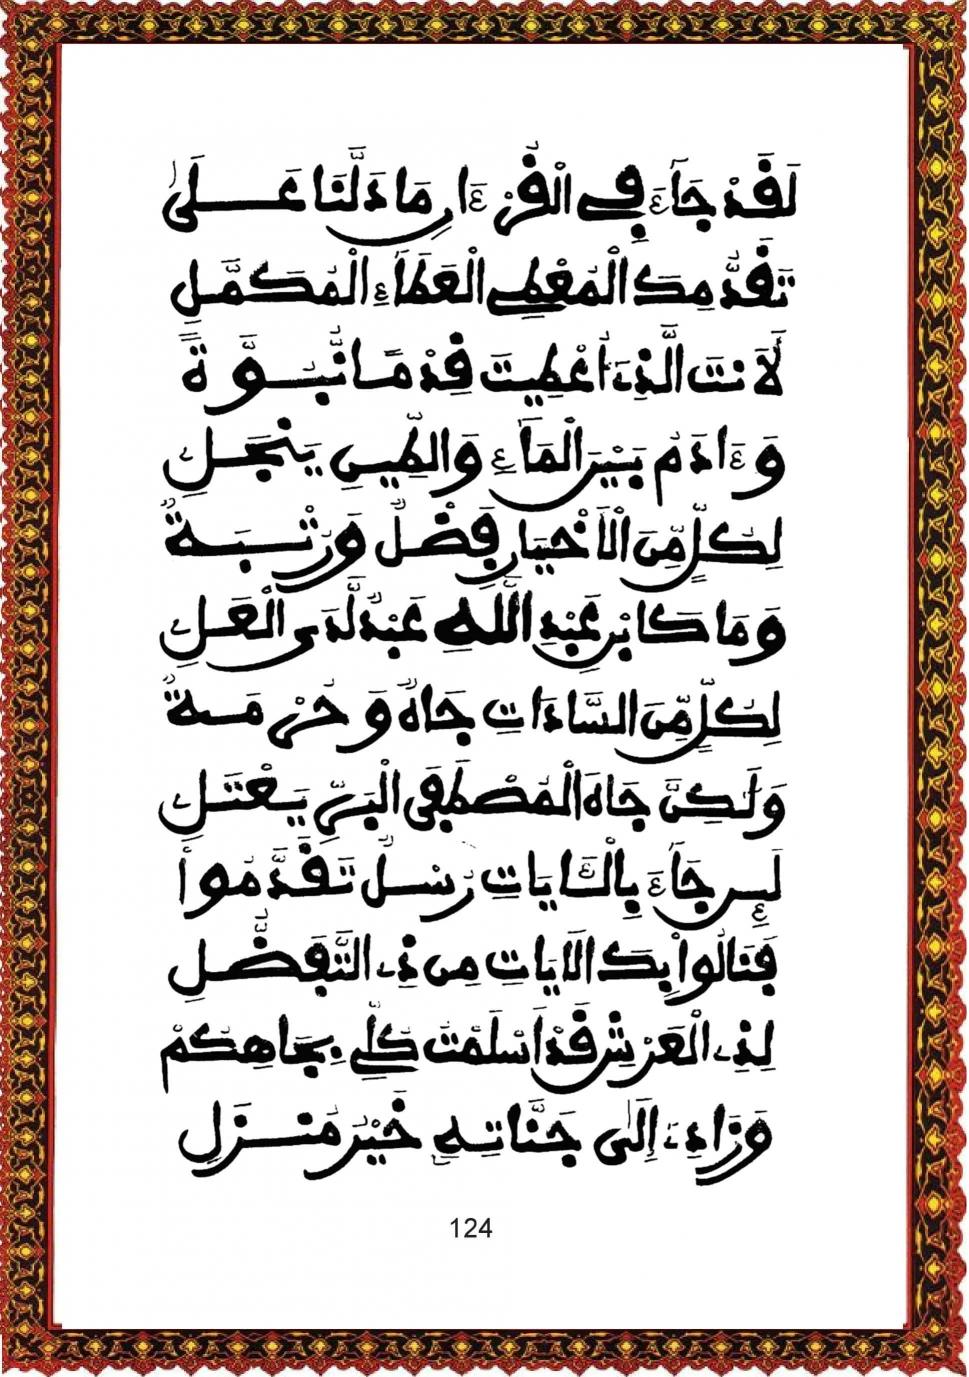 لَقَدْ جَآءَ فِي الْقُرْءَانِ مَا دَلَّنَا عَلَىٰ
تَقَدُّمِكَ الْمُعْطِي الْعَطَآءِ الْمُكَمَّلِ
لَأَنتَ الَّذِي أُعْطِيتَ قِدْمًا نُّبُوَّةً
وَءَادَمُ بَيْنَ الْمَآءِ وَالطِّينِ يَنجَلِي
لِكُلٍّ مِّنَ الْأَخْيَارِ فَضْلٌ وَرُتْبَةٌ
وَمَا كَابْنِ عَبْدِ اللَّهِ عَبْدٌ لَّدَى الْعَلِي
لِكُلٍّ مِّنَ السَّادَاتِ جَاهٌ وَحُرْمَةٌ
وَلَٰكِنَّ جَاهَ الْمُصْطَفَى الْبَرِّ يَعْتَلِي
لَئِن جَآءَ بِالْـَٔايَاتِ رُسْلٌ تَقَدَّمُوا
فَنَالُوا بِكَ الْآيَاتِ مِن ذِي التَّفَضُّلِ
لِذِي الْعَرْشِ قَدْ أَسْلَمْتُ كُلِّي بِجَاهِكُمْ
وَزَادِي إِلَى جَنَّاتِهِ خَيْرُ مَنزِلِ
124